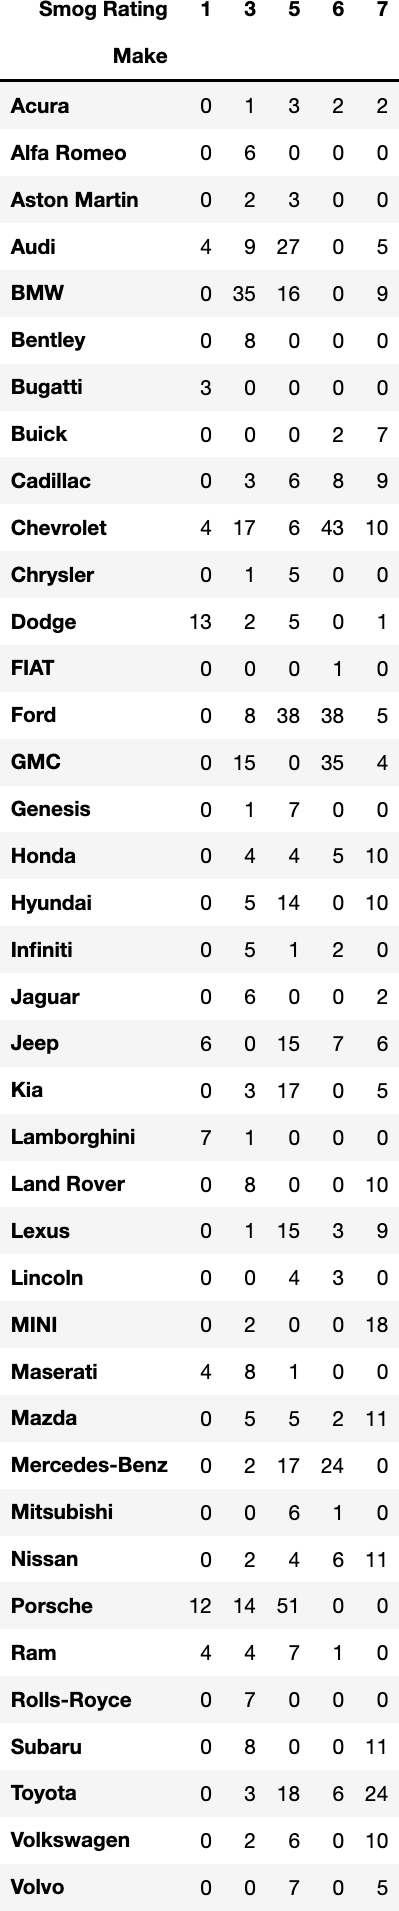 Smog Rating 1 3 5 6 7
Make
Acura 0 1 3 2 2
Alfa Romeo 0 6 0 0 0
Aston Martin 0 2 3 0 0
Audi 4 9 27 0 5
BMW 0 35 16 0 9
Bentley 0 8 0 0 0
Bugatti 3 0 0 0 0
Buick 0 0 0 2 7
Cadillac 0 3 6 8 9
Chevrolet 4 17 6 43 10
Chrysler 0 1 5 0 0
Dodge 13 2 5 0 1
FIAT 0 0 0 1 0
Ford 0 8 38 38 5
GMC 0 15 0 35 4
Genesis 0 1 7 0 0
Honda 0 4 4 5 10
Hyundai 0 5 14 0 10
Infiniti 0 5 1 2 0
Jaguar 0 6 0 0 2
Jeep 6 0 15 7 6
Kia 0 3 17 0 5
Lamborghini 7 1 0 0 0
Land Rover 0 8 0 0 10
Lexus 0 1 15 3 9
Lincoln 0 0 4 3 0
MINI 0 2 0 0 18
Maserati 4 8 1 0 0
Mazda 0 5 5 2 11
Mercedes-Benz 0 2 17 24 0
Mitsubishi 0 0 6 1 0
Nissan 0 2 4 6 11
Porsche 12 14 51 0 0
Ram 4 4 7 1 0
Rolls-Royce 0 7 0 0 0
Subaru 0 8 0 0 11
Toyota 0 3 18 6 24
Volkswagen 0 2 6 0 10
Volvo 0 0 7 0 5